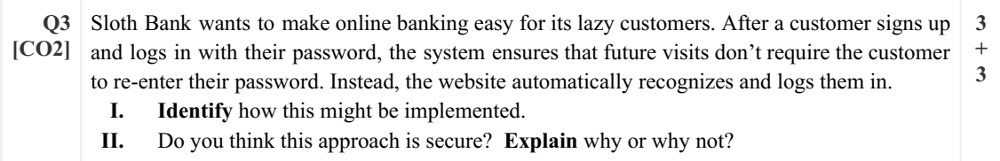 Q3 Sloth Bank wants to make online banking easy for its lazy customers. After a customer signs up 3
[CO2] and logs in with their password, the system ensures that future visits don’t require the customer +
to re-enter their password. Instead, the website automatically recognizes and logs them in. 3
I. Identify how this might be implemented.
II. Do you think this approach is secure? Explain why or why not?